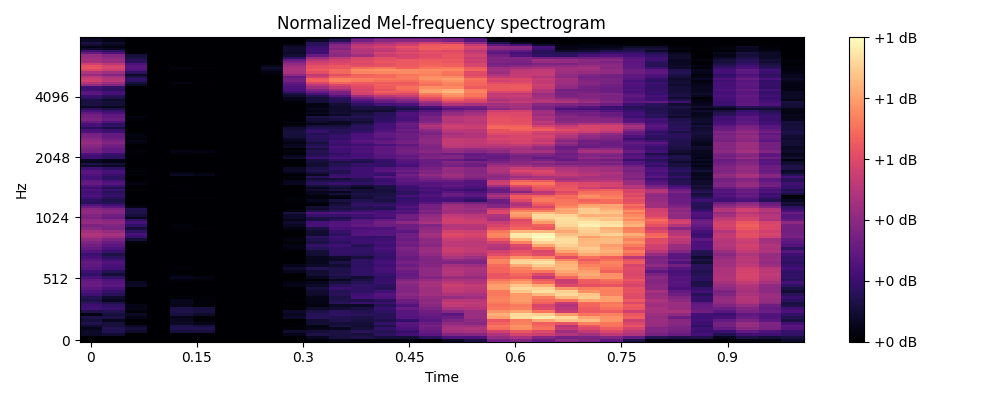 Normalized Mel-frequency spectrogram
Hz
4096
2048
1024
512
0
0 0.15 0.3 0.45 0.6 0.75 0.9
Time
+1 dB
+1 dB
+1 dB
+0 dB
+0 dB
+0 dB